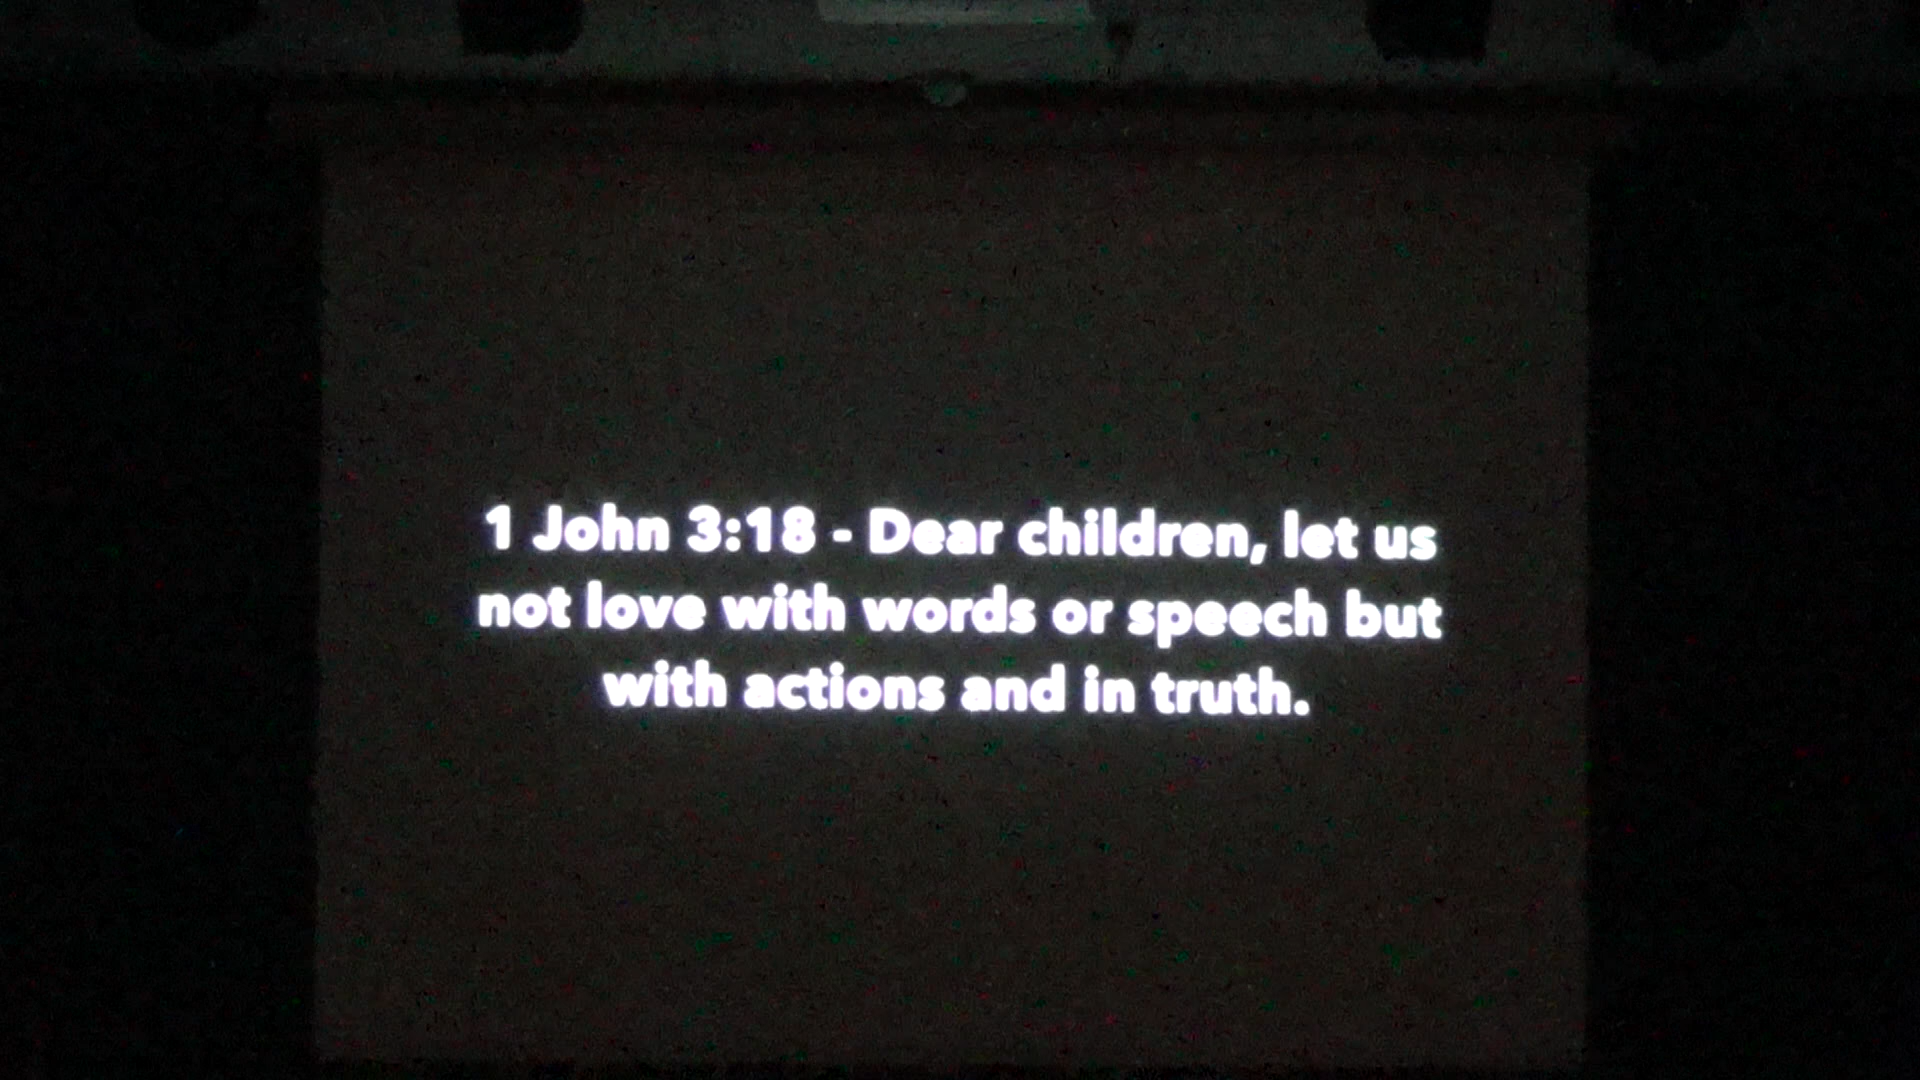 1 John 3:18 - Dear children, let us
not love with words or speech but
with actions and in truth.